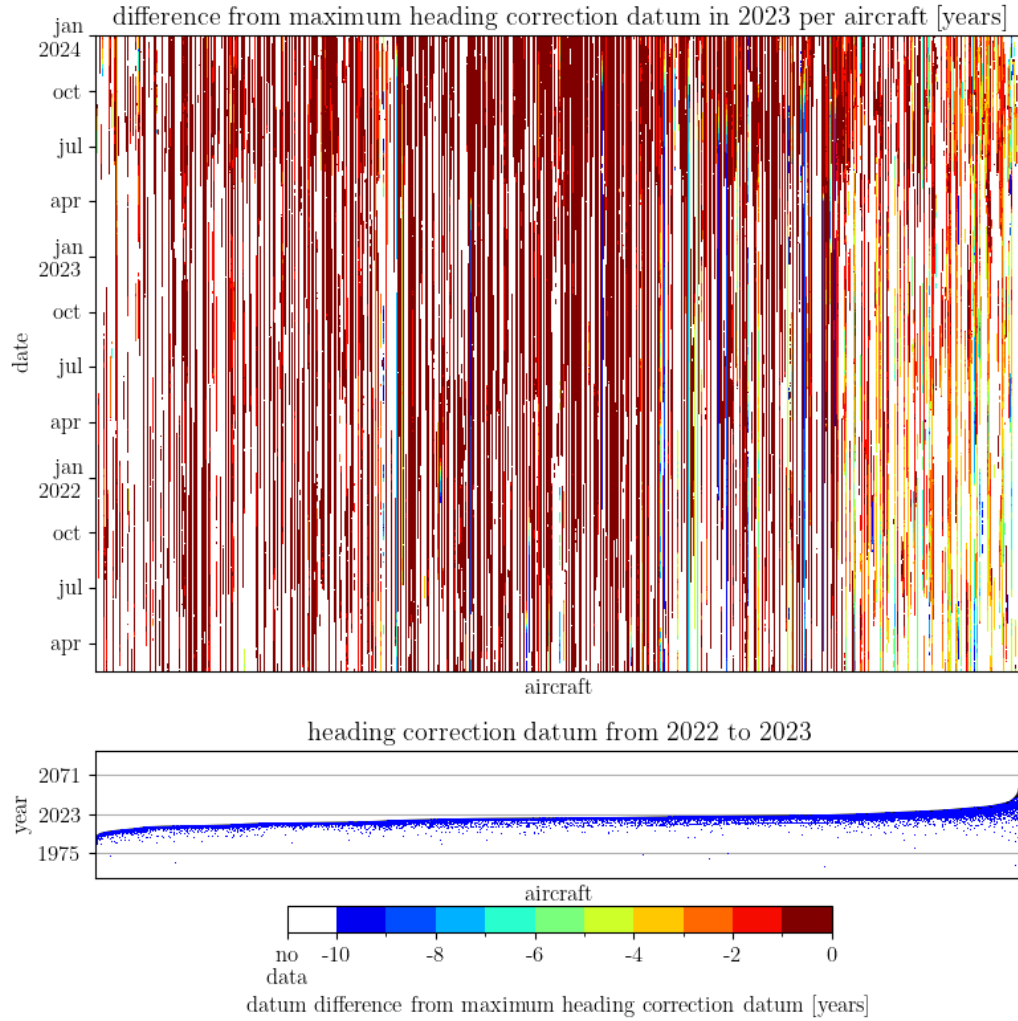 difference from maximum heading correction datum in 2023 per aircraft [years]
jan
2024
oct
jul
apr
jan
2023
oct
jul
apr
jan
2022
oct
jul
apr
date
aircraft
heading correction datum from 2022 to 2023
2071
2023
1975
year
aircraft
no
data
-10 -8 -6 -4 -2 0
datum difference from maximum heading correction datum [years]